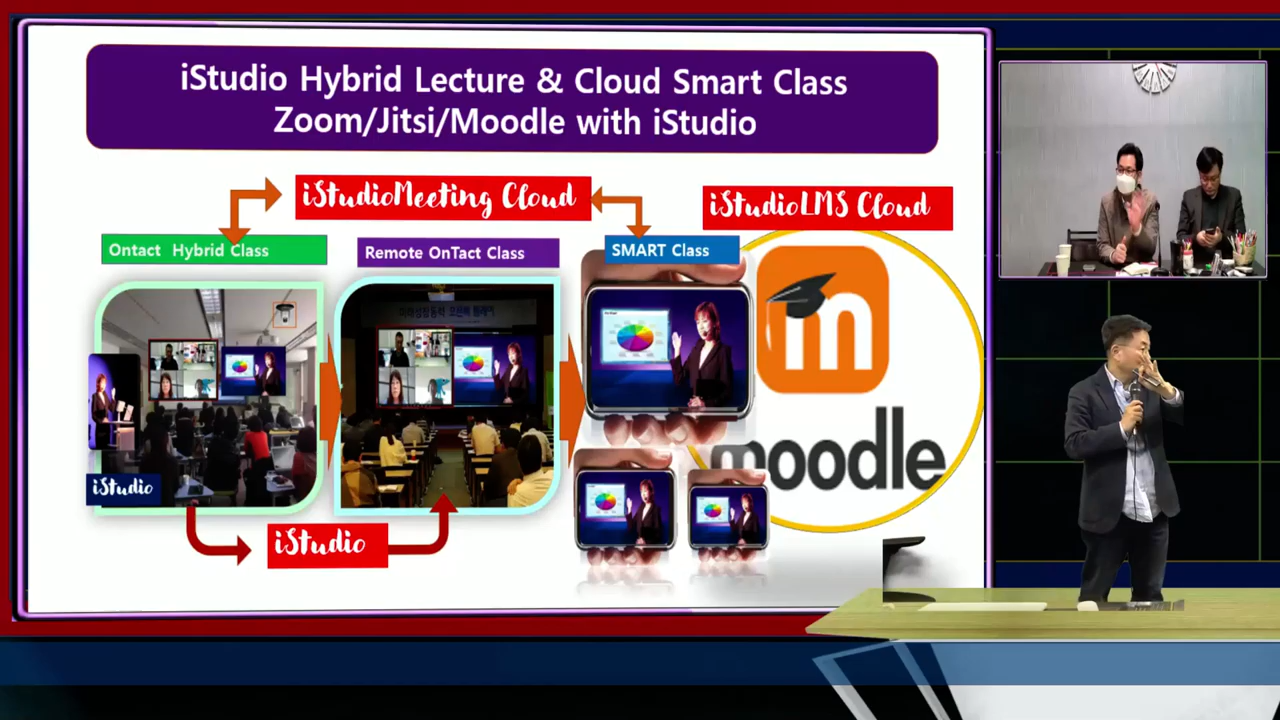 iStudio Hybrid Lecture & Cloud Smart Class
Zoom/Jitsi/Moodle with iStudio
iStudioMeeting Cloud
iStudioLMS Cloud
Ontact Hybrid Class
Remote OnTact Class
SMART Class
moodle
iStudio
iStudio